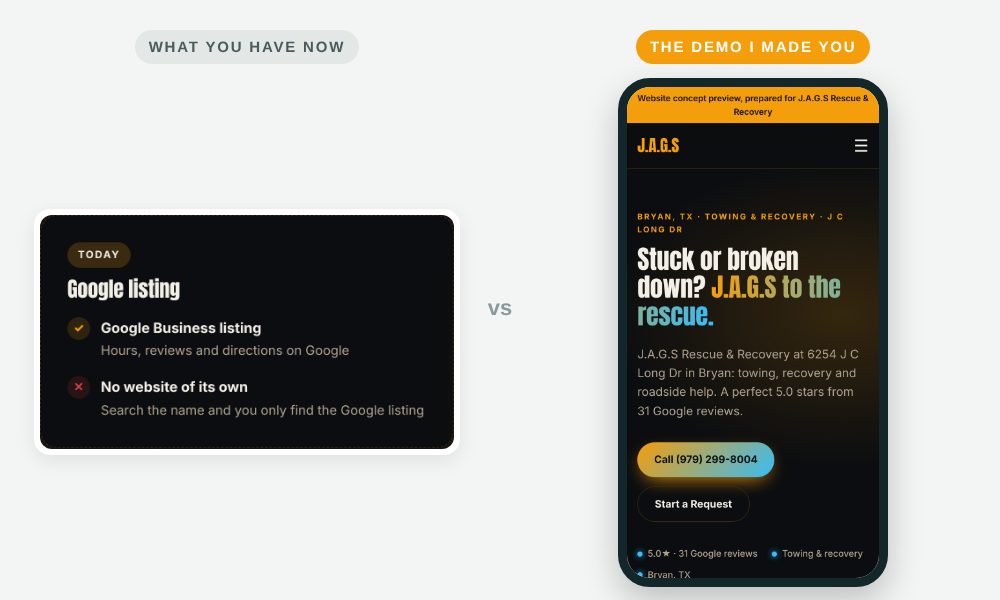 WHAT YOU HAVE NOW
TODAY
Google listing
Google Business listing
Hours, reviews and directions on Google
No website of its own
Search the name and you only find the Google listing
vs
THE DEMO I MADE YOU
Website concept preview, prepared for J.A.G.S Rescue &
Recovery
J.A.G.S
BRYAN, TX · TOWING & RECOVERY · J C
LONG DR
Stuck or broken
down? J.A.G.S to the
rescue.
J.A.G.S Rescue & Recovery at 6254 J C
Long Dr in Bryan: towing, recovery and
roadside help. A perfect 5.0 stars from
31 Google reviews.
Call (979) 299-8004
Start a Request
5.0★ · 31 Google reviews
Towing & recovery
Bryan, TX